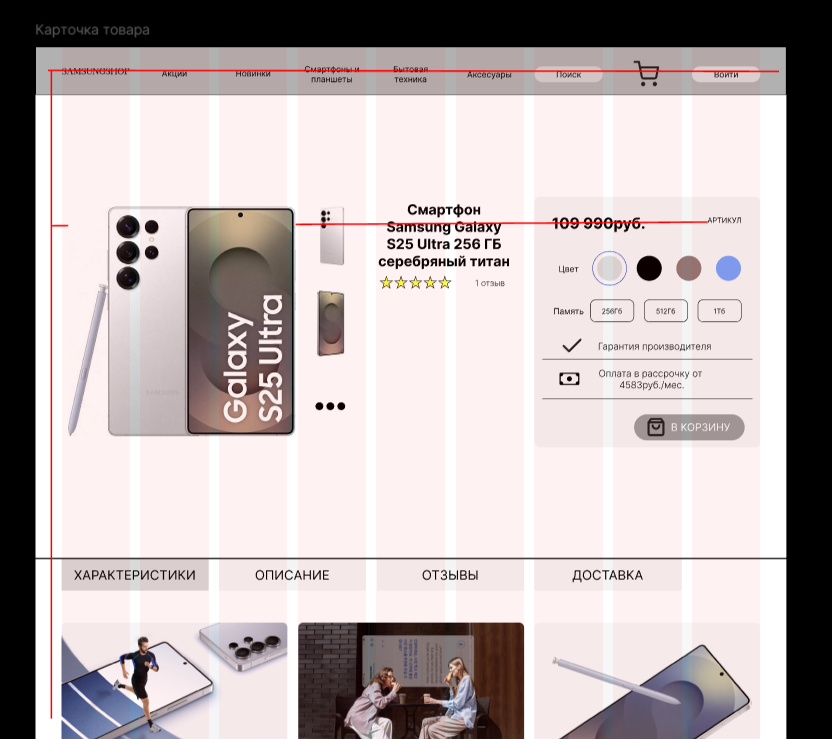 Карточка товара
SAMSUNGSHOP
Акции
Новинки
Смартфоны и
планшеты
Бытовая
техника
Аксесуары
Поиск
Войти
Смартфон
Samsung Galaxy
S25 Ultra 256 ГБ
серебряный титан
1 отзыв
109 990руб.
АРТИКУЛ
Цвет
Память
256Гб
512Гб
1Тб
Гарантия производителя
Оплата в рассрочку от
4583руб./мес.
В КОРЗИНУ
Galaxy
S25 Ultra
SAMSUNG
ХАРАКТЕРИСТИКИ
ОПИСАНИЕ
ОТЗЫВЫ
ДОСТАВКА